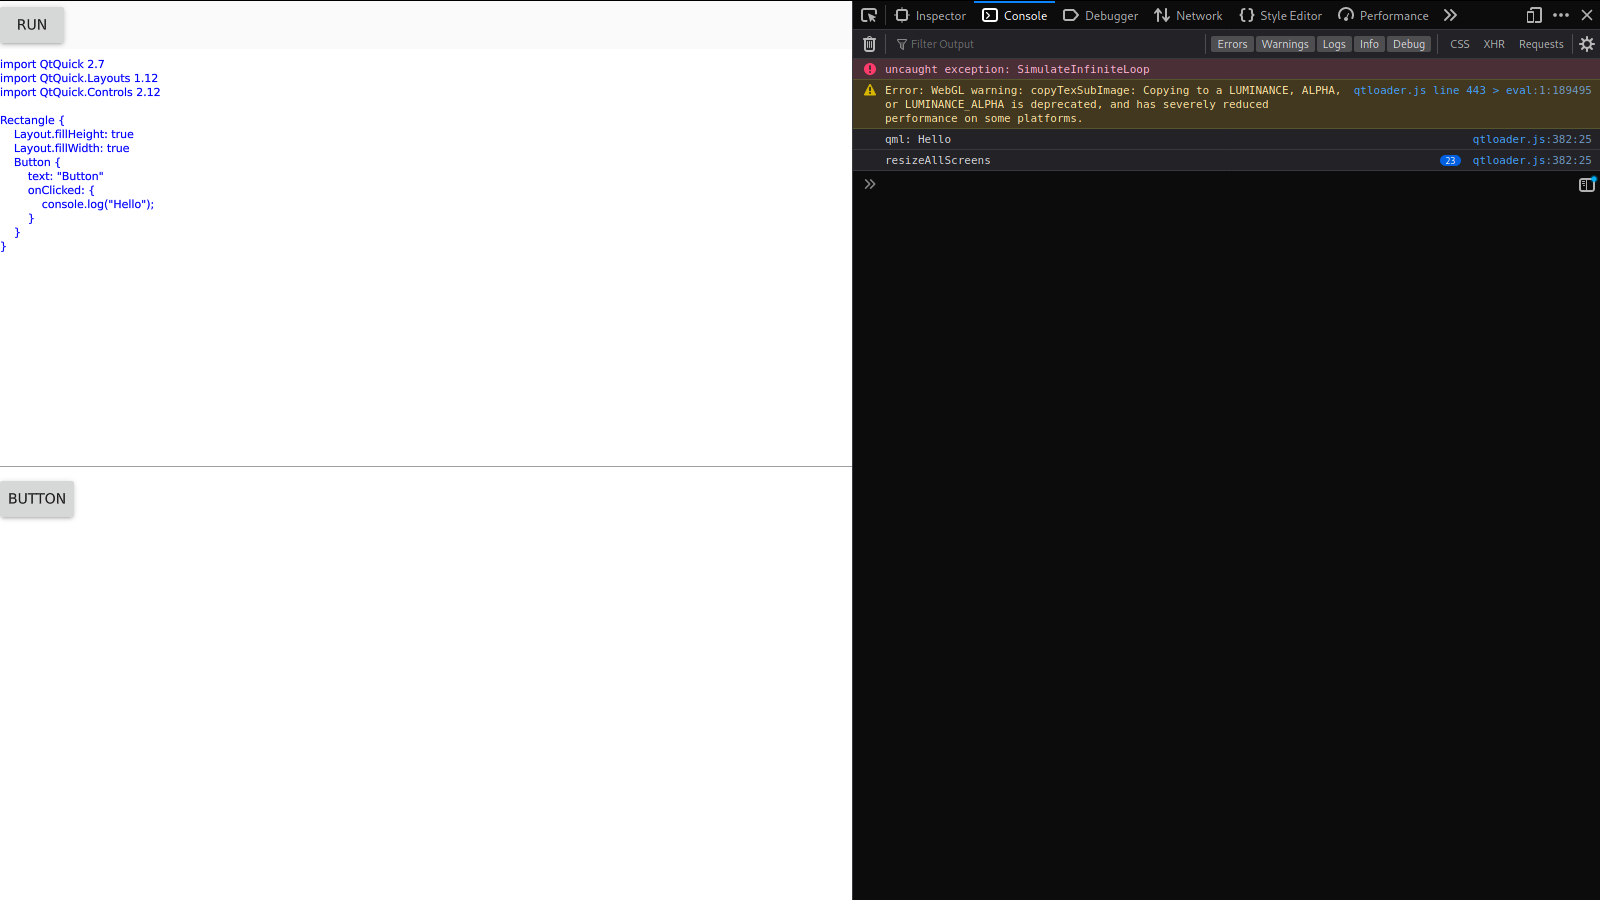 RUN
import QtQuick 2.7
import QtQuick.Layouts 1.12
import QtQuick.Controls 2.12
Rectangle {
    Layout.fillHeight: true
    Layout.fillWidth: true
    Button {
        text: "Button"
        onClicked: {
            console.log("Hello");
        }
    }
}
BUTTON
Inspector Console Debugger Network {} Style Editor Performance
Filter Output Errors Warnings Logs Info Debug CSS XHR Requests
uncaught exception: SimulateInfiniteLoop
Error: WebGL warning: copyTexSubImage: Copying to a LUMINANCE, ALPHA, qtloader.js line 443 > eval:1:189495
or LUMINANCE_ALPHA is deprecated, and has severely reduced
performance on some platforms.
qml: Hello qtloader.js:382:25
resizeAllScreens 23 qtloader.js:382:25